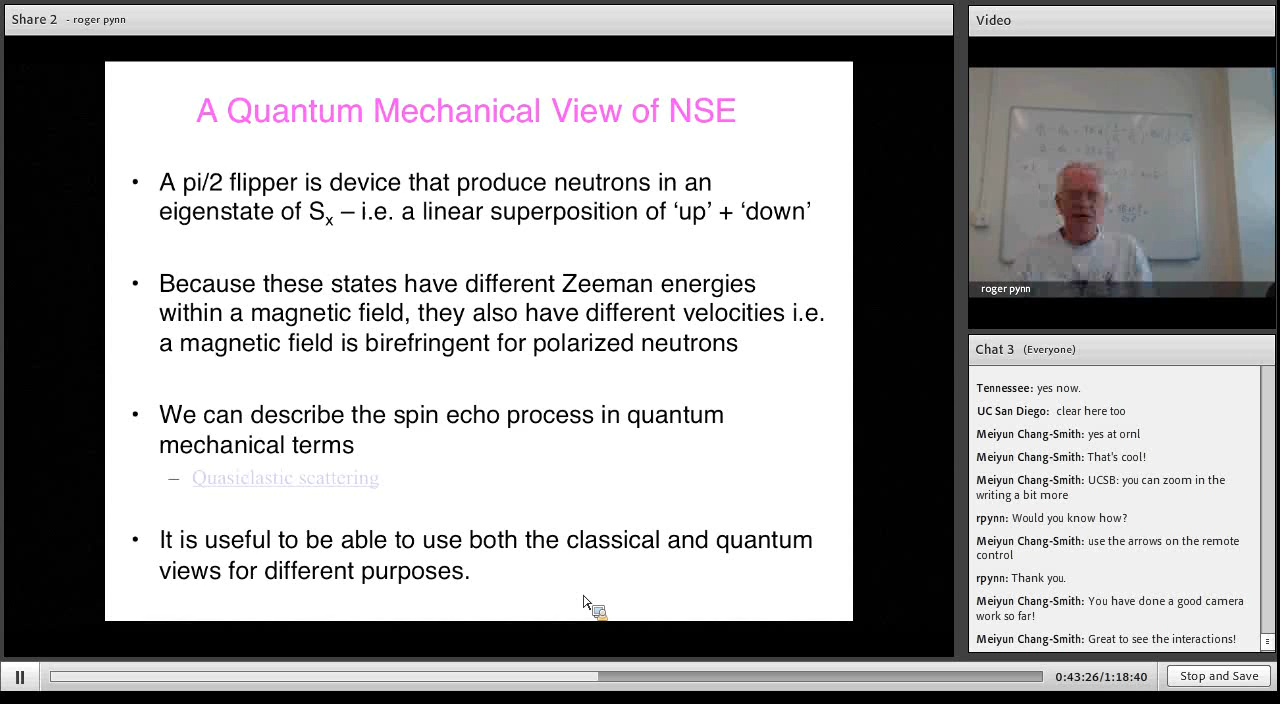 Share 2 - roger pynn
A Quantum Mechanical View of NSE
• A pi/2 flipper is device that produce neutrons in an
eigenstate of Sx – i.e. a linear superposition of ‘up’ + ‘down’
• Because these states have different Zeeman energies
within a magnetic field, they also have different velocities i.e.
a magnetic field is birefringent for polarized neutrons
• We can describe the spin echo process in quantum
mechanical terms
– Quasielastic scattering
• It is useful to be able to use both the classical and quantum
views for different purposes.
Video
roger pynn
Chat 3 (Everyone)
Tennessee: yes now.
UC San Diego: clear here too
Meiyun Chang-Smith: yes at ornl
Meiyun Chang-Smith: That's cool!
Meiyun Chang-Smith: UCSB: you can zoom in the
writing a bit more
rpynn: Would you know how?
Meiyun Chang-Smith: use the arrows on the remote
control
rpynn: Thank you.
Meiyun Chang-Smith: You have done a good camera
work so far!
Meiyun Chang-Smith: Great to see the interactions!
0:43:26/1:18:40
Stop and Save